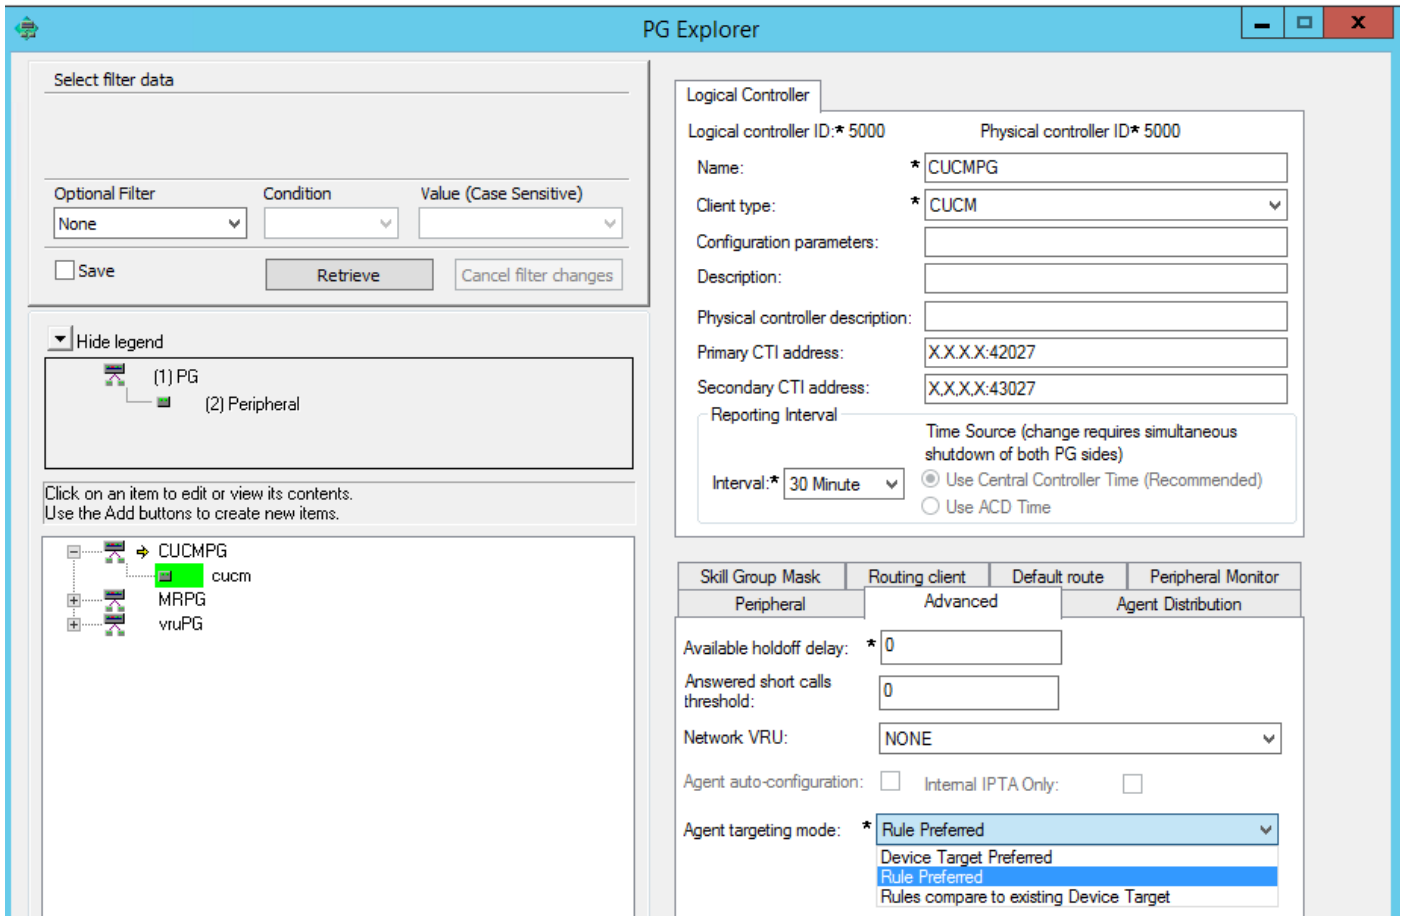 PG Explorer
Select filter data
Optional Filter Condition Value (Case Sensitive)
None
Save Retrieve Cancel filter changes
Hide legend
(1) PG
(2) Peripheral
Click on an item to edit or view its contents.
Use the Add buttons to create new items.
CUCMPG
cucm
MRPG
vruPG
Logical Controller
Logical controller ID:* 5000 Physical controller ID* 5000
Name: * CUCMPG
Client type: * CUCM
Configuration parameters:
Description:
Physical controller description:
Primary CTI address: X.X.X.X:42027
Secondary CTI address: X,X,X,X:43027
Reporting Interval
Time Source (change requires simultaneous
shutdown of both PG sides)
Interval:* 30 Minute
Use Central Controller Time (Recommended)
Use ACD Time
Skill Group Mask Routing client Default route Peripheral Monitor
Peripheral Advanced Agent Distribution
Available holdoff delay: * 0
Answered short calls
threshold: 0
Network VRU: NONE
Agent auto-configuration: Internal IPTA Only:
Agent targeting mode: * Rule Preferred
Device Target Preferred
Rule Preferred
Rules compare to existing Device Target